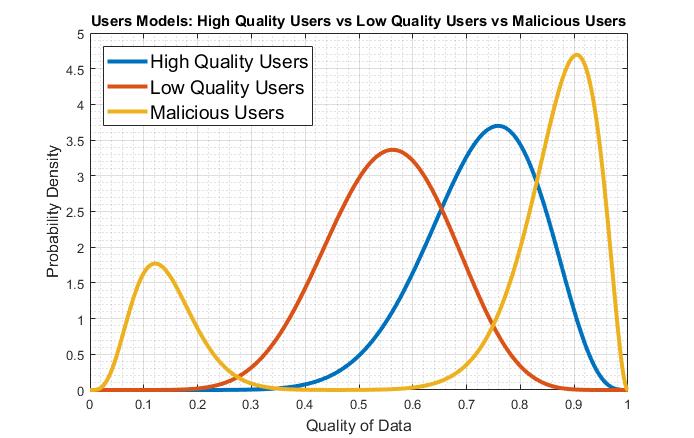 Users Models: High Quality Users vs Low Quality Users vs Malicious Users
High Quality Users
Low Quality Users
Malicious Users
5
4.5
4
3.5
3
2.5
2
1.5
1
0.5
0
Probability Density
0 0.1 0.2 0.3 0.4 0.5 0.6 0.7 0.8 0.9 1
Quality of Data